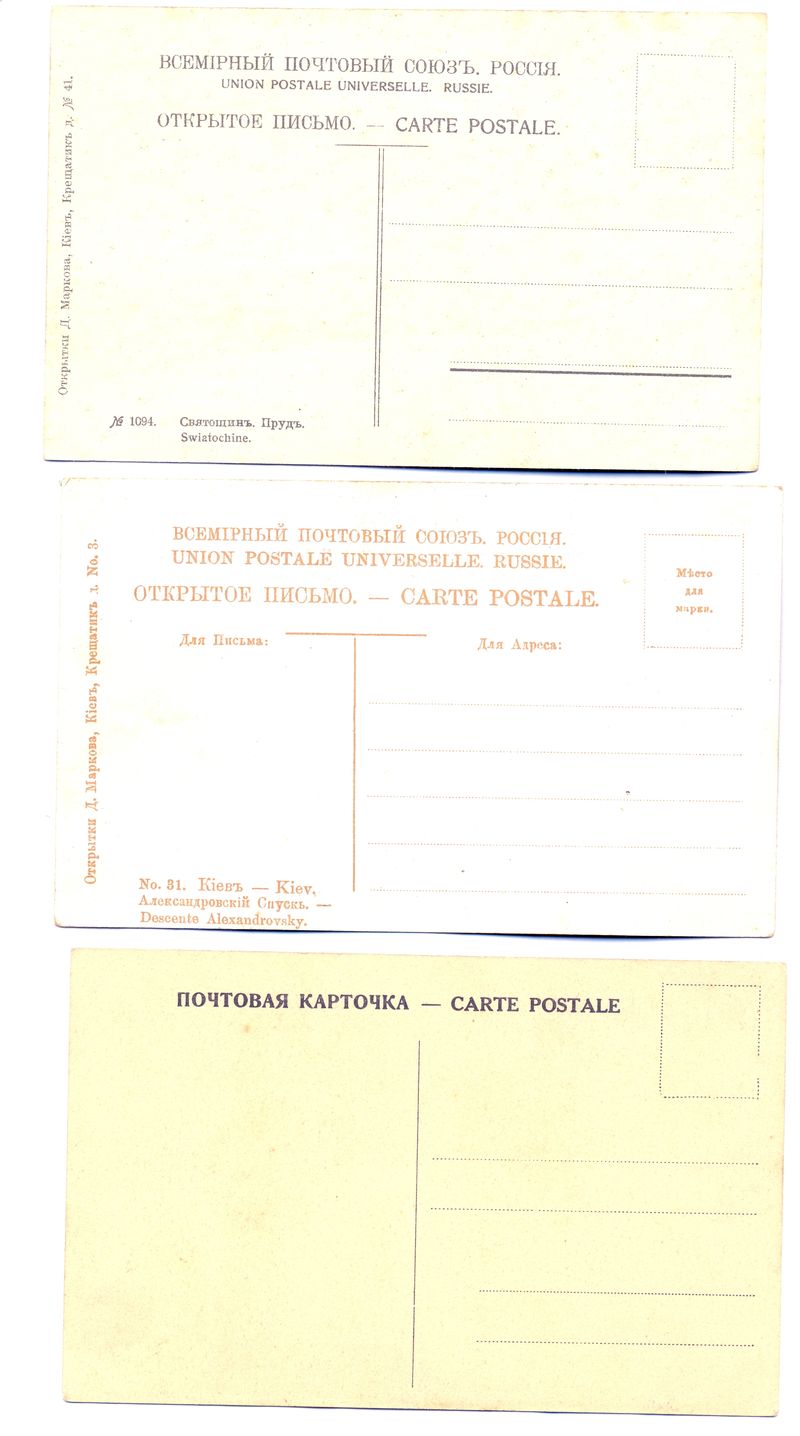 ВСЕМІРНЫЙ ПОЧТОВЫЙ СОЮЗЪ. РОССІЯ.
UNION POSTALE UNIVERSELLE. RUSSIE.
ОТКРЫТОЕ ПИСЬМО. — CARTE POSTALE.
Открытки Д. Маркова, Кіевъ, Крещатикъ д. № 41.
№ 1094. Святошинъ. Прудъ.
Swiatochine.
ВСЕМІРНЫЙ ПОЧТОВЫЙ СОЮЗЪ. РОССІЯ.
UNION POSTALE UNIVERSELLE. RUSSIE.
ОТКРЫТОЕ ПИСЬМО. — CARTE POSTALE.
Мѣсто
для
марки.
Для Письма:
Для Адреса:
Открытки Д. Маркова, Кіевъ, Крещатикъ д. No. 3.
No. 31. Кіевъ — Kiev,
Александровскій Спускъ. —
Descente Alexandrovsky.
ПОЧТОВАЯ КАРТОЧКА — CARTE POSTALE